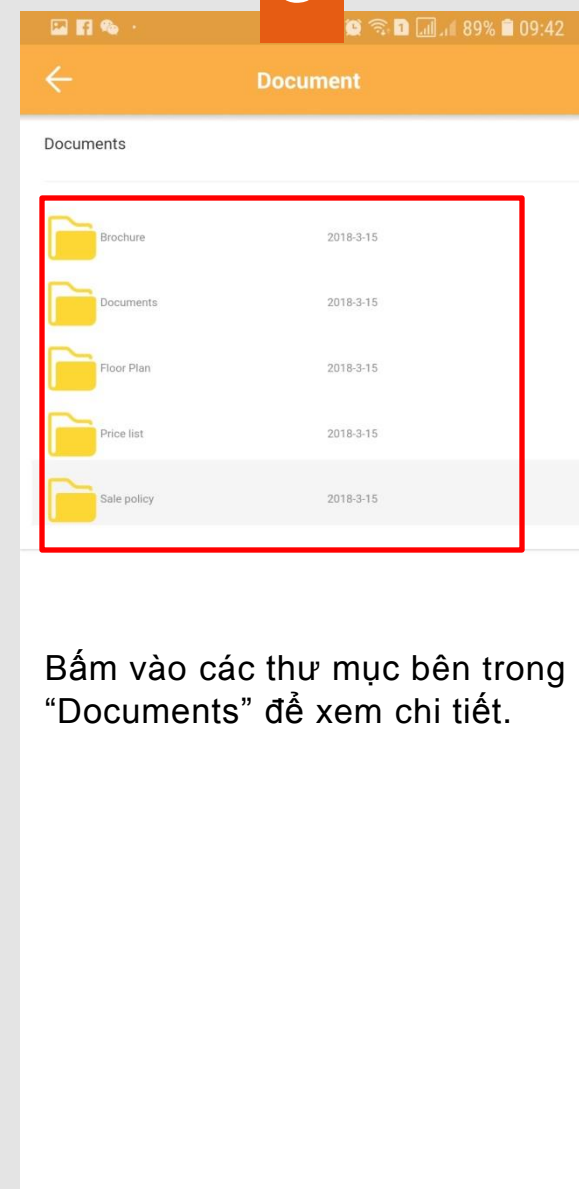 89% 09:42
Document
Documents
Brochure 2018-3-15
Documents 2018-3-15
Floor Plan 2018-3-15
Price list 2018-3-15
Sale policy 2018-3-15
Bấm vào các thư mục bên trong
“Documents” để xem chi tiết.